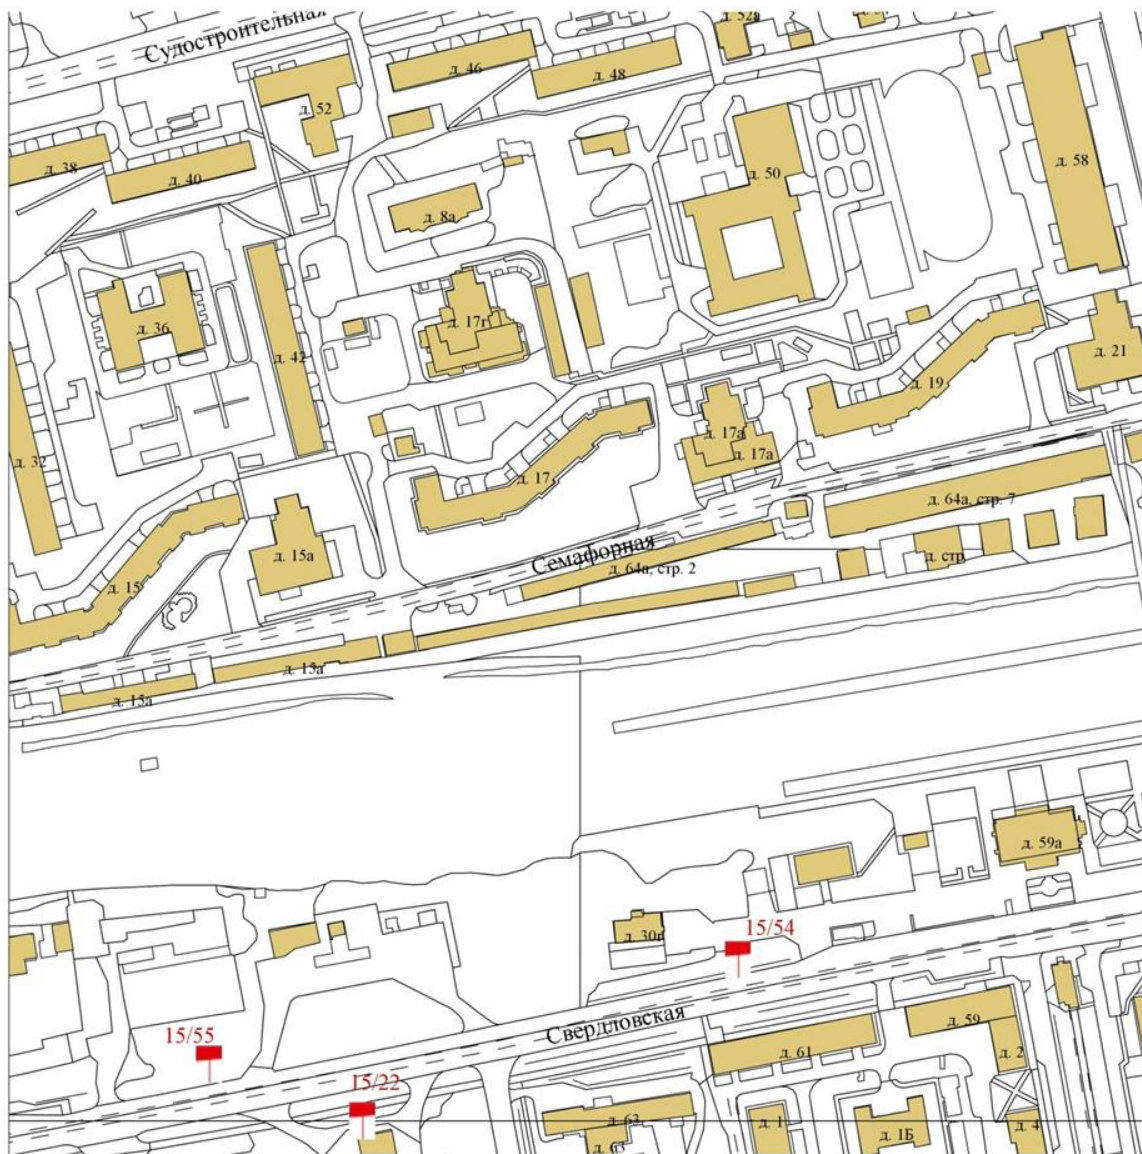 Судостроительная
д. 52а
д. 46
д. 48
д. 52
д. 38
д. 40
д. 50
д. 58
д. 8а
д. 36
д. 42
д. 17г
д. 21
д. 19
д. 32
д. 17
д. 17а
д. 17а
д. 64а, стр. 7
д. 15
д. 15а
Семафорная
д. 64а, стр. 2
д. стр
д. 15а
д. 15а
д. 59а
15/54
15/55
Свердловская
д. 59
д. 61
д. 2
15/22
д. 63
д. 63
д. 1
д. 1Б
д. 4